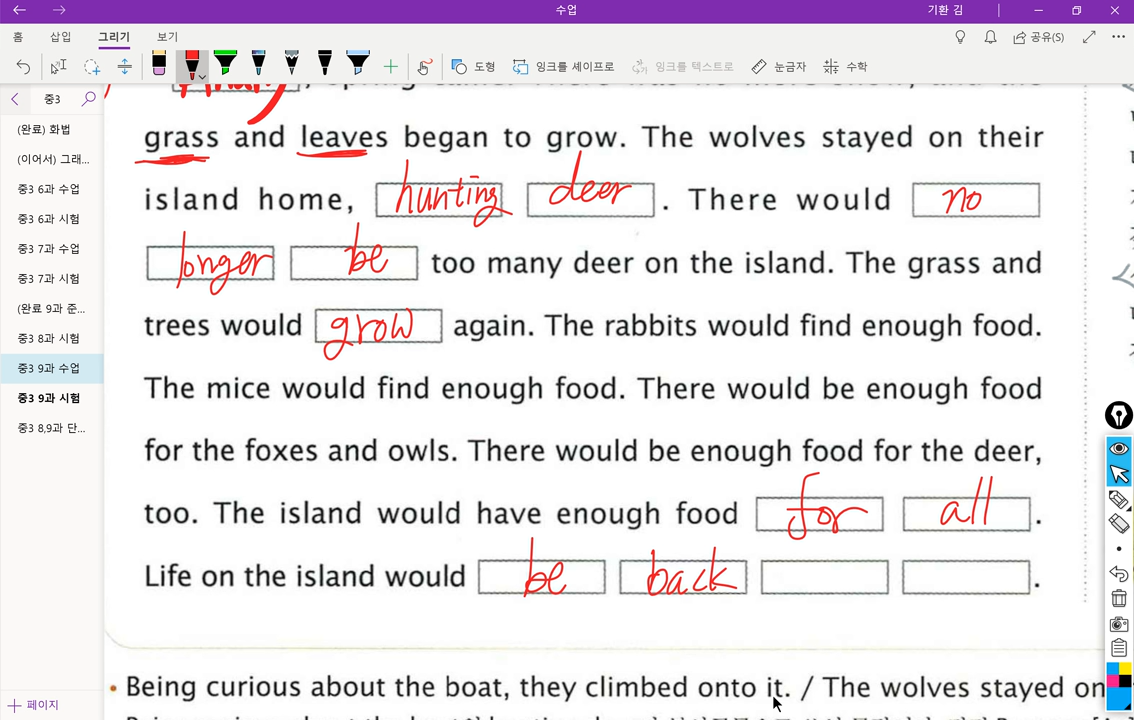 수업
기환 김
홈 삽입 그리기 보기
공유(S)
도형 잉크를 셰이프로 잉크를 텍스트로 눈금자 수학
중3
(완료) 화법
(이어서) 그래...
중3 6과 수업
중3 6과 시험
중3 7과 수업
중3 7과 시험
(완료 9과 준...
중3 8과 시험
중3 9과 수업
중3 9과 시험
중3 8,9과 단...
페이지
grass and leaves began to grow. The wolves stayed on their
island home, hunting deer . There would no
longer be too many deer on the island. The grass and
trees would grow again. The rabbits would find enough food.
The mice would find enough food. There would be enough food
for the foxes and owls. There would be enough food for the deer,
too. The island would have enough food for all .
Life on the island would be back .
• Being curious about the boat, they climbed onto it. / The wolves stayed on